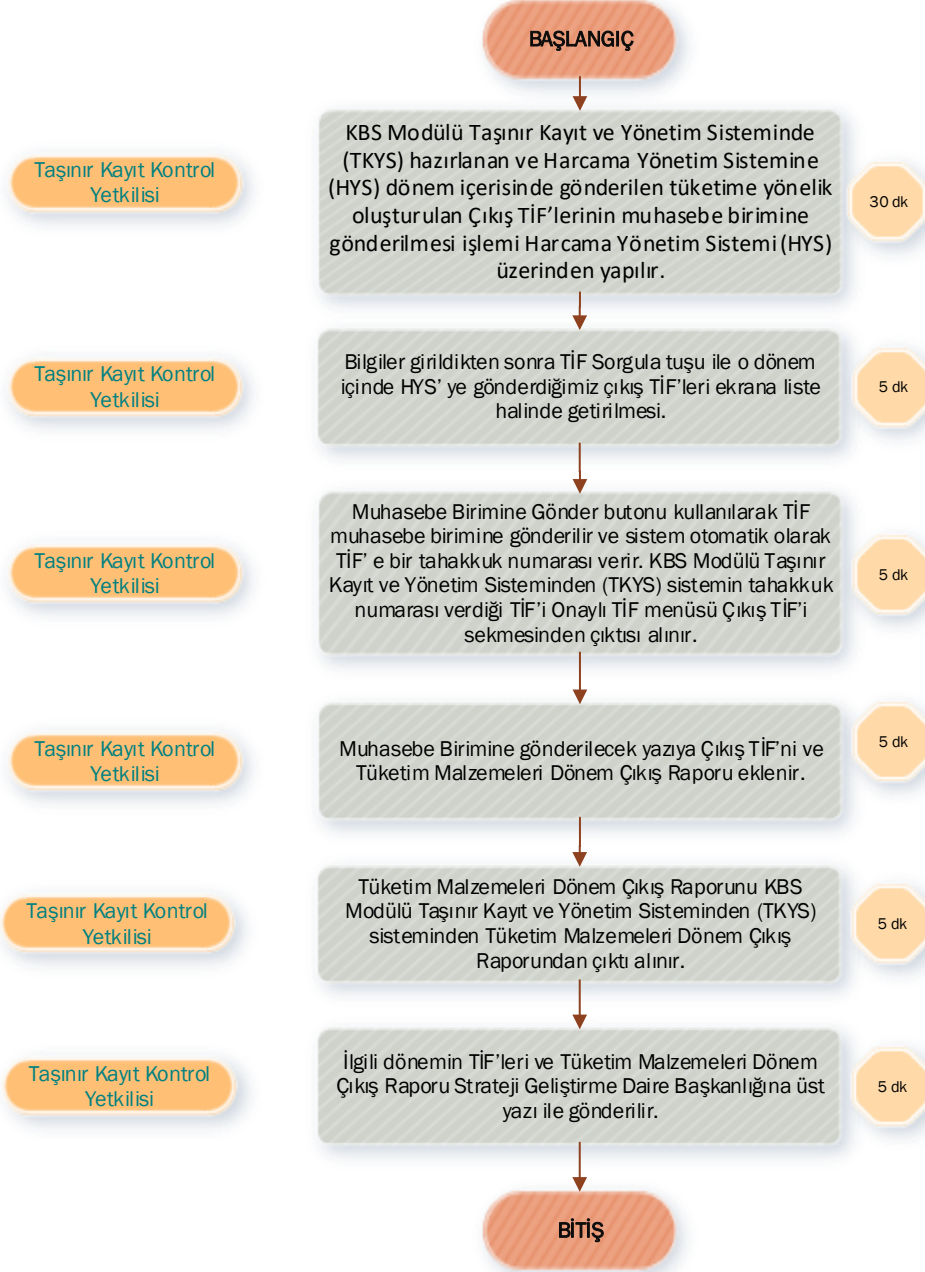 BAŞLANGIÇ
Taşınır Kayıt Kontrol
Yetkilisi
KBS Modülü Taşınır Kayıt ve Yönetim Sisteminde
(TKYS) hazırlanan ve Harcama Yönetim Sistemine
(HYS) dönem içerisinde gönderilen tüketime yönelik
oluşturulan Çıkış TİF’lerinin muhasebe birimine
gönderilmesi işlemi Harcama Yönetim Sistemi (HYS)
üzerinden yapılır.
30 dk
Taşınır Kayıt Kontrol
Yetkilisi
Bilgiler girildikten sonra TİF Sorgula tuşu ile o dönem
içinde HYS’ ye gönderdiğimiz çıkış TİF’leri ekrana liste
halinde getirilmesi.
5 dk
Taşınır Kayıt Kontrol
Yetkilisi
Muhasebe Birimine Gönder butonu kullanılarak TİF
muhasebe birimine gönderilir ve sistem otomatik olarak
TİF’ e bir tahakkuk numarası verir. KBS Modülü Taşınır
Kayıt ve Yönetim Sisteminden (TKYS) sistemin tahakkuk
numarası verdiği TİF’i Onaylı TİF menüsü Çıkış TİF’i
sekmesinden çıktısı alınır.
5 dk
Taşınır Kayıt Kontrol
Yetkilisi
Muhasebe Birimine gönderilecek yazıya Çıkış TİF’ni ve
Tüketim Malzemeleri Dönem Çıkış Raporu eklenir.
5 dk
Taşınır Kayıt Kontrol
Yetkilisi
Tüketim Malzemeleri Dönem Çıkış Raporunu KBS
Modülü Taşınır Kayıt ve Yönetim Sisteminden (TKYS)
sisteminden Tüketim Malzemeleri Dönem Çıkış
Raporundan çıktı alınır.
5 dk
Taşınır Kayıt Kontrol
Yetkilisi
İlgili dönemin TİF’leri ve Tüketim Malzemeleri Dönem
Çıkış Raporu Strateji Geliştirme Daire Başkanlığına üst
yazı ile gönderilir.
5 dk
BİTİŞ